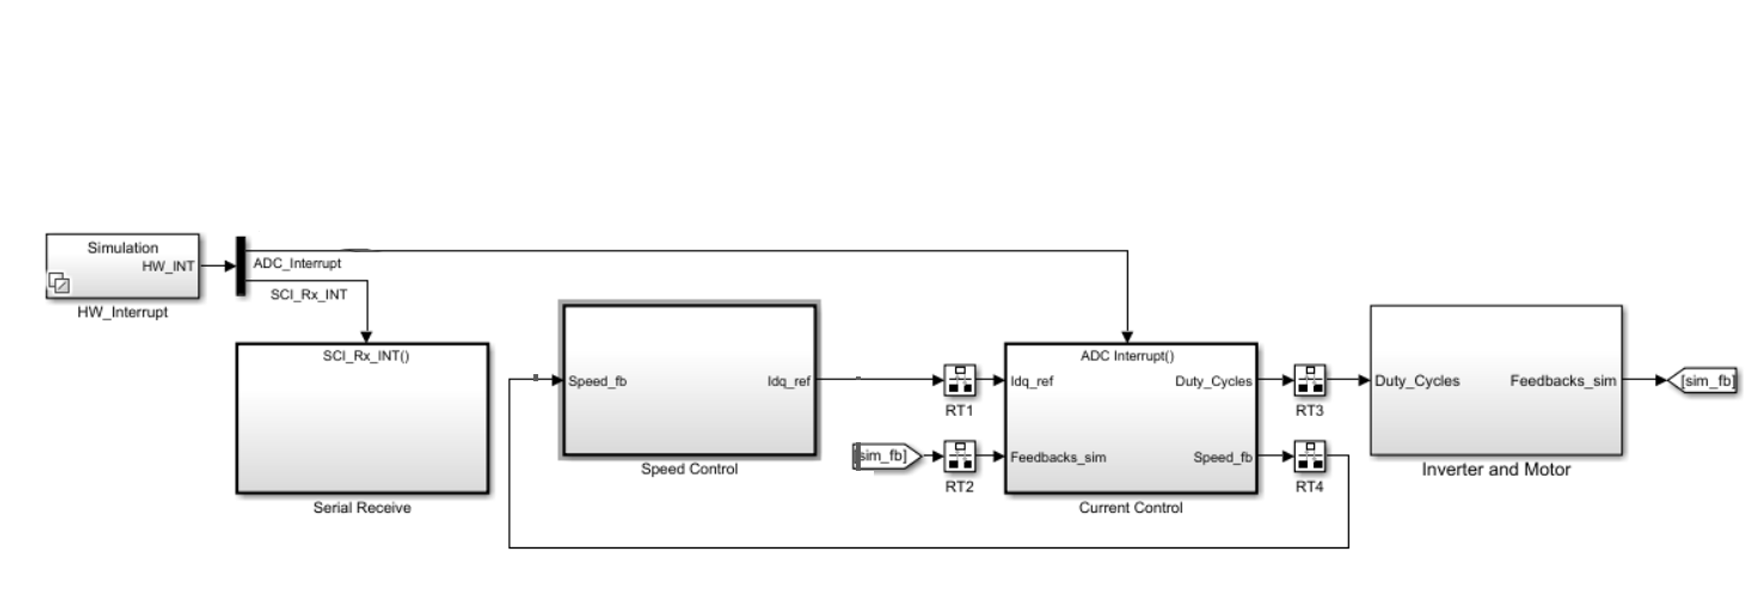 Simulation
HW_INT
HW_Interrupt
ADC_Interrupt
SCI_Rx_INT
SCI_Rx_INT()
Serial Receive
Speed_fb
Idq_ref
Speed Control
RT1
[sim_fb]
RT2
ADC Interrupt()
Idq_ref
Duty_Cycles
Feedbacks_sim
Speed_fb
Current Control
RT3
RT4
Duty_Cycles
Feedbacks_sim
Inverter and Motor
[sim_fb]